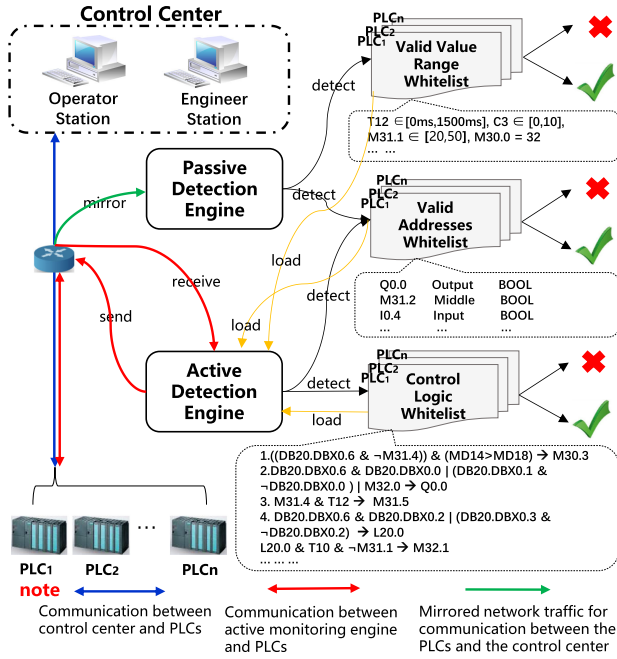 Control Center
Operator
Station
Engineer
Station
PLCn
PLC2
PLC1
Valid Value
Range
Whitelist
detect
T12 ∈[0ms,1500ms], C3 ∈ [0,10],
M31.1 ∈ [20,50], M30.0 = 32
... ...
Passive
Detection
Engine
mirror
detect
PLCn
PLC2
PLC1
Valid
Addresses
Whitelist
receive
load
detect
send
load
Q0.0 Output BOOL
M31.2 Middle BOOL
I0.4 Input BOOL
... ... ...
Active
Detection
Engine
detect
load
PLCn
PLC2
PLC1
Control
Logic
Whitelist
1.((DB20.DBX0.6 & ¬M31.4)) & (MD14>MD18) → M30.3
2.DB20.DBX0.6 & DB20.DBX0.0 | (DB20.DBX0.1 &
¬DB20.DBX0.0 ) | M32.0 → Q0.0
3. M31.4 & T12 → M31.5
4. DB20.DBX0.6 & DB20.DBX0.2 | (DB20.DBX0.3 &
¬DB20.DBX0.2) → L20.0
L20.0 & T10 & ¬M31.1 → M32.1
... ... ...
...
PLC1 PLC2 PLCn
note
Communication between
control center and PLCs
Communication between
active monitoring engine
and PLCs
Mirrored network traffic for
communication between the
PLCs and the control center